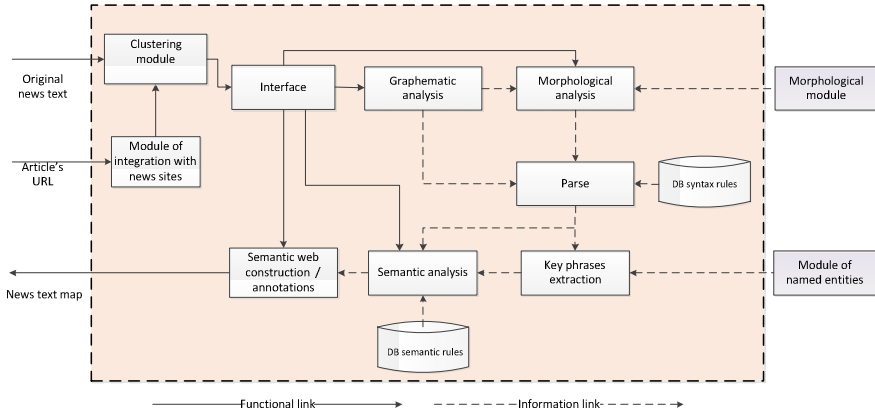 Clustering
module
Original
news text
Interface
Graphematic
analysis
Morphological
analysis
Morphological
module
Module of
integration with
news sites
Article's
URL
Parse
DB syntax rules
Semantic web
construction /
annotations
Semantic analysis
Key phrases
extraction
Module of
named entities
News text map
DB semantic rules
Functional link
Information link